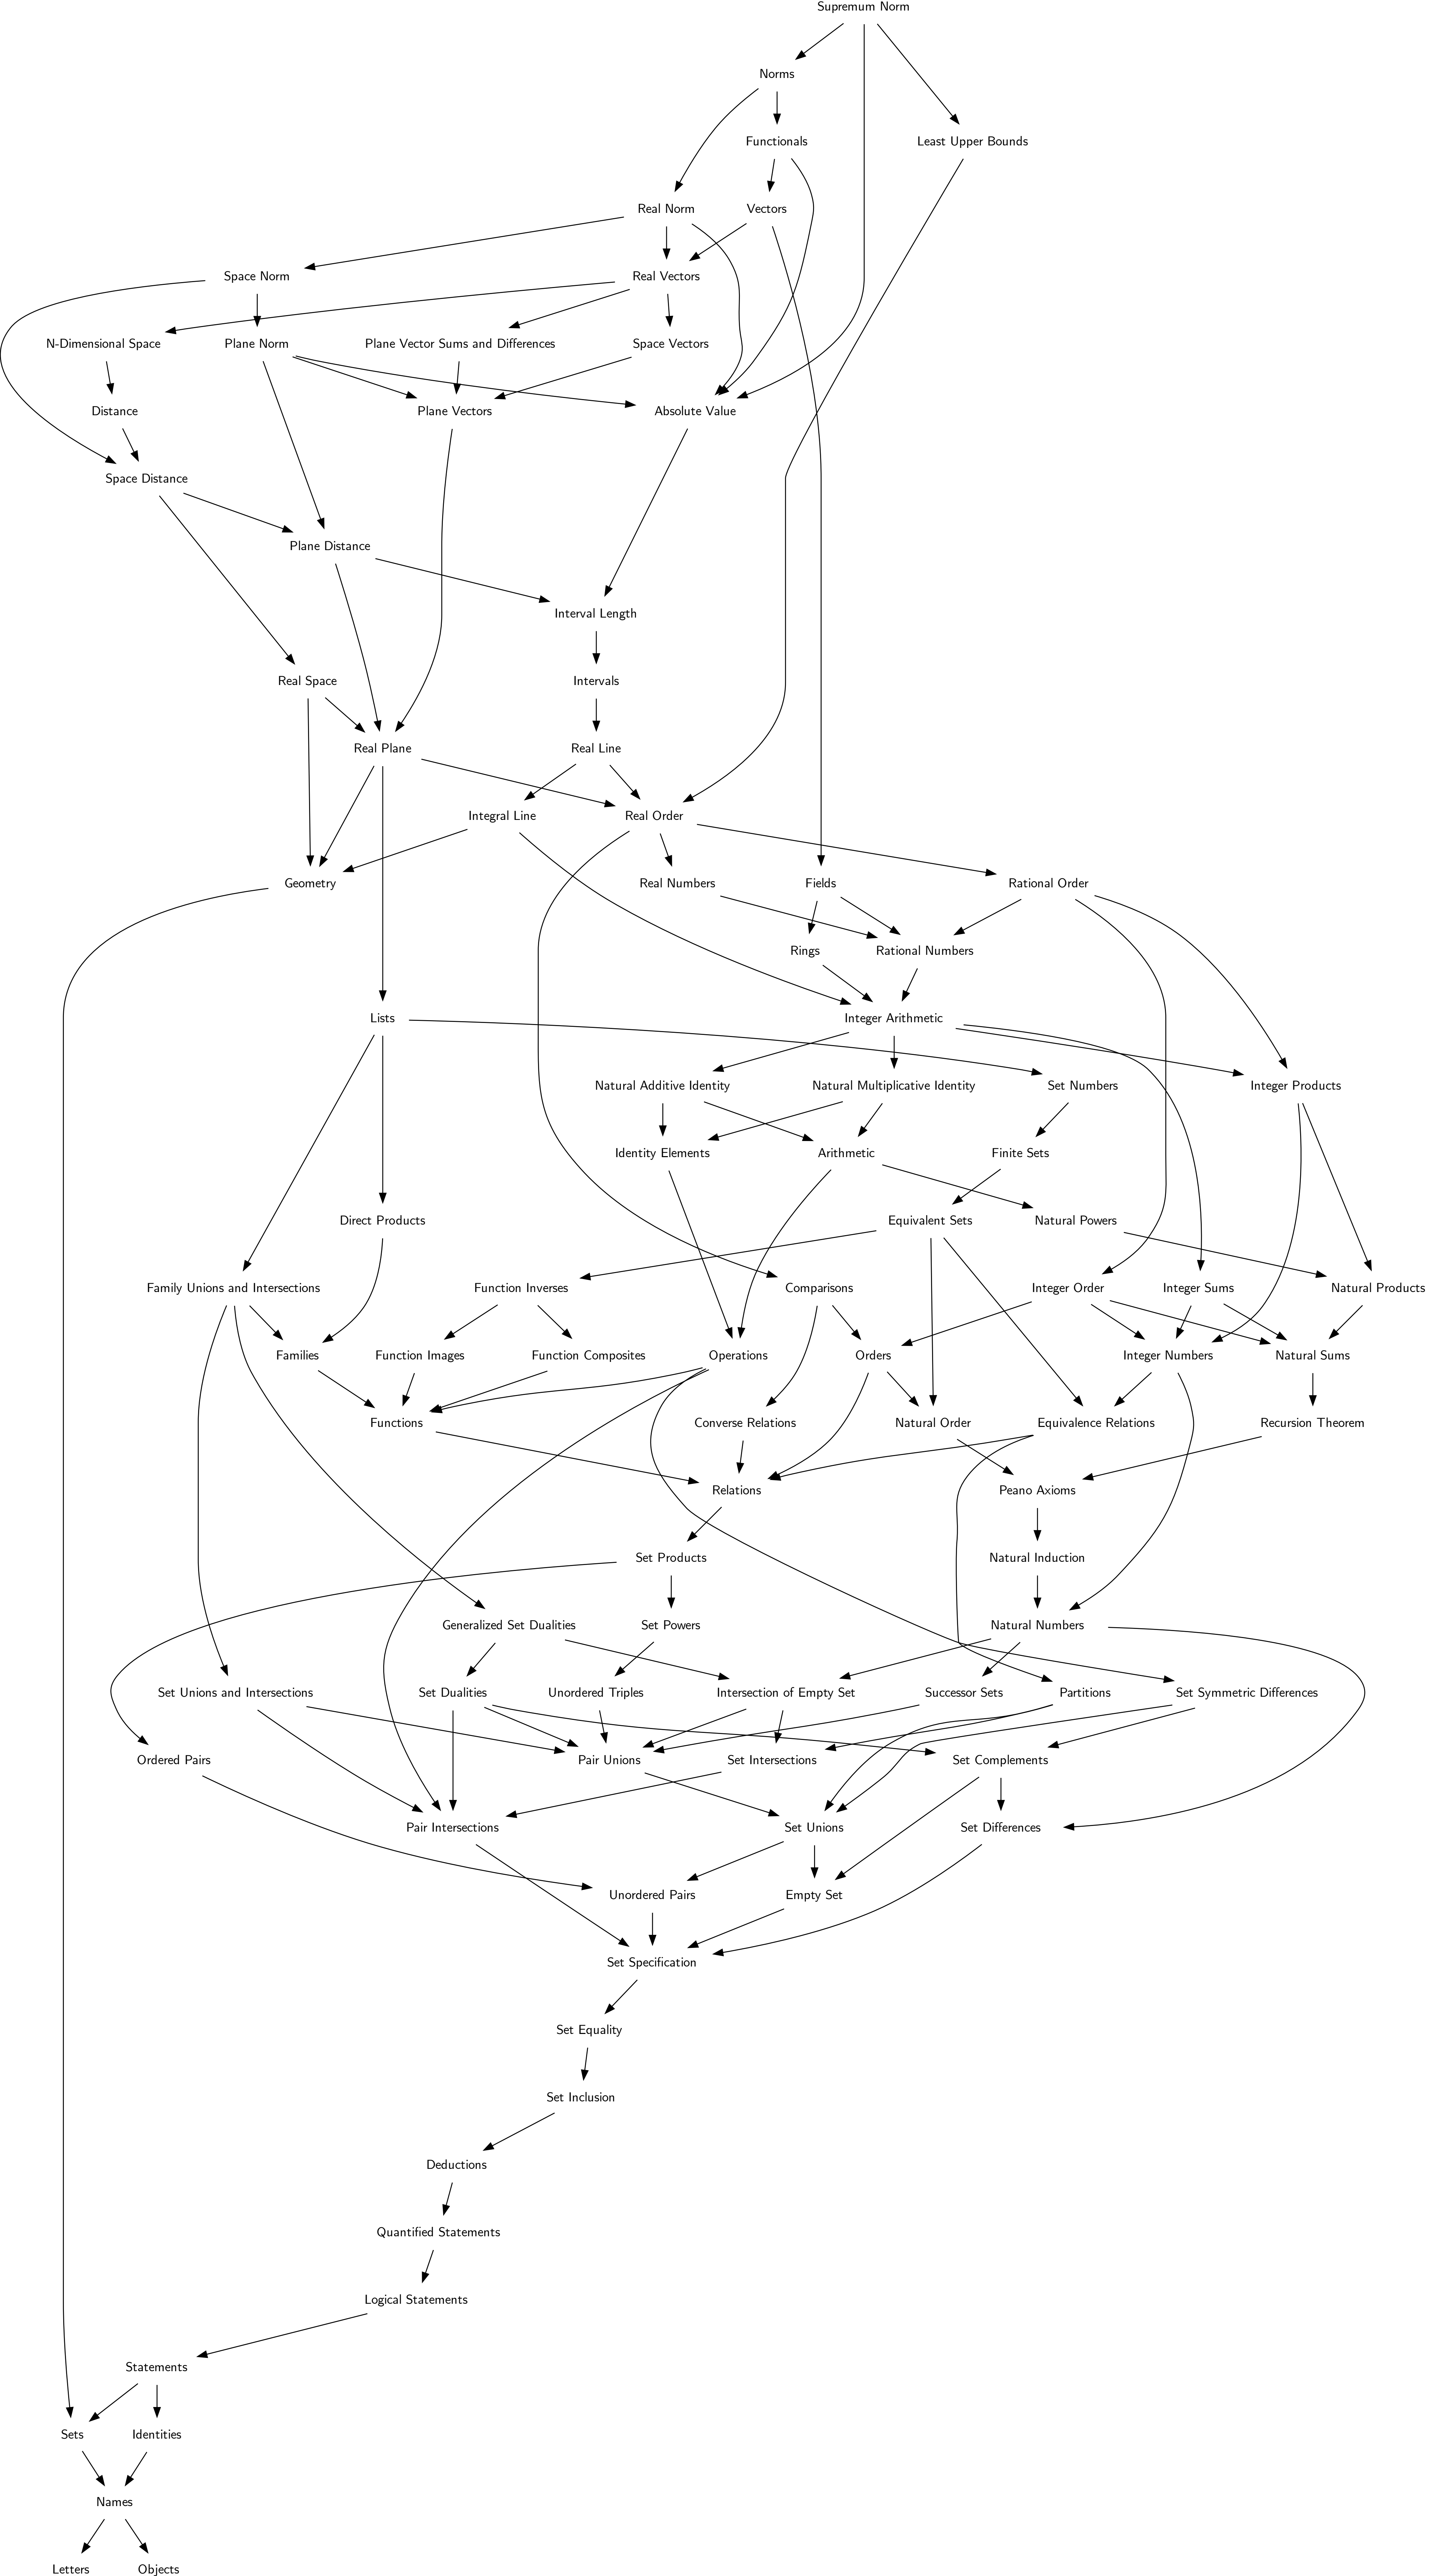 Supremum Norm
Norms
Functionals
Least Upper Bounds
Real Norm
Vectors
Space Norm
Real Vectors
N-Dimensional Space
Plane Norm
Plane Vector Sums and Differences
Space Vectors
Distance
Plane Vectors
Absolute Value
Space Distance
Plane Distance
Interval Length
Real Space
Intervals
Real Plane
Real Line
Integral Line
Real Order
Geometry
Real Numbers
Fields
Rational Order
Rings
Rational Numbers
Lists
Integer Arithmetic
Natural Additive Identity
Natural Multiplicative Identity
Set Numbers
Integer Products
Identity Elements
Arithmetic
Finite Sets
Direct Products
Equivalent Sets
Natural Powers
Family Unions and Intersections
Function Inverses
Comparisons
Integer Order
Integer Sums
Natural Products
Families
Function Images
Function Composites
Operations
Orders
Integer Numbers
Natural Sums
Functions
Converse Relations
Natural Order
Equivalence Relations
Recursion Theorem
Relations
Peano Axioms
Set Products
Natural Induction
Generalized Set Dualities
Set Powers
Natural Numbers
Set Unions and Intersections
Set Dualities
Unordered Triples
Intersection of Empty Set
Successor Sets
Partitions
Set Symmetric Differences
Ordered Pairs
Pair Unions
Set Intersections
Set Complements
Pair Intersections
Set Unions
Set Differences
Unordered Pairs
Empty Set
Set Specification
Set Equality
Set Inclusion
Deductions
Quantified Statements
Logical Statements
Statements
Sets
Identities
Names
Letters
Objects